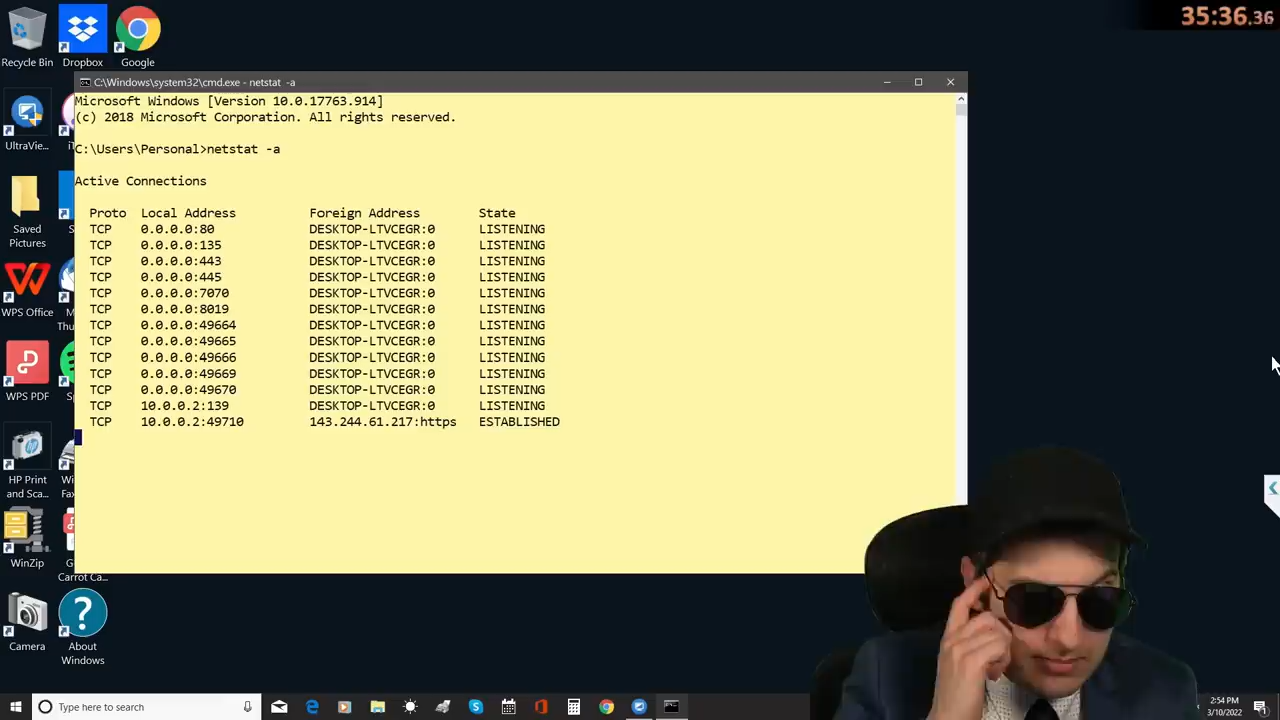 35:36.36
Recycle Bin
Dropbox
Google
C:\Windows\system32\cmd.exe - netstat -a
Microsoft Windows [Version 10.0.17763.914]
(c) 2018 Microsoft Corporation. All rights reserved.
C:\Users\Personal>netstat -a
Active Connections
Proto Local Address Foreign Address State
TCP 0.0.0.0:80 DESKTOP-LTVCEGR:0 LISTENING
TCP 0.0.0.0:135 DESKTOP-LTVCEGR:0 LISTENING
TCP 0.0.0.0:443 DESKTOP-LTVCEGR:0 LISTENING
TCP 0.0.0.0:445 DESKTOP-LTVCEGR:0 LISTENING
TCP 0.0.0.0:7070 DESKTOP-LTVCEGR:0 LISTENING
TCP 0.0.0.0:8019 DESKTOP-LTVCEGR:0 LISTENING
TCP 0.0.0.0:49664 DESKTOP-LTVCEGR:0 LISTENING
TCP 0.0.0.0:49665 DESKTOP-LTVCEGR:0 LISTENING
TCP 0.0.0.0:49666 DESKTOP-LTVCEGR:0 LISTENING
TCP 0.0.0.0:49669 DESKTOP-LTVCEGR:0 LISTENING
TCP 0.0.0.0:49670 DESKTOP-LTVCEGR:0 LISTENING
TCP 10.0.0.2:139 DESKTOP-LTVCEGR:0 LISTENING
TCP 10.0.0.2:49710 143.244.61.217:https ESTABLISHED
UltraVie...
Saved
Pictures
WPS Office
WPS PDF
HP Print
and Sca...
WinZip
Carrot Ca...
Camera
About
Windows
Type here to search
2:54 PM
3/10/2022